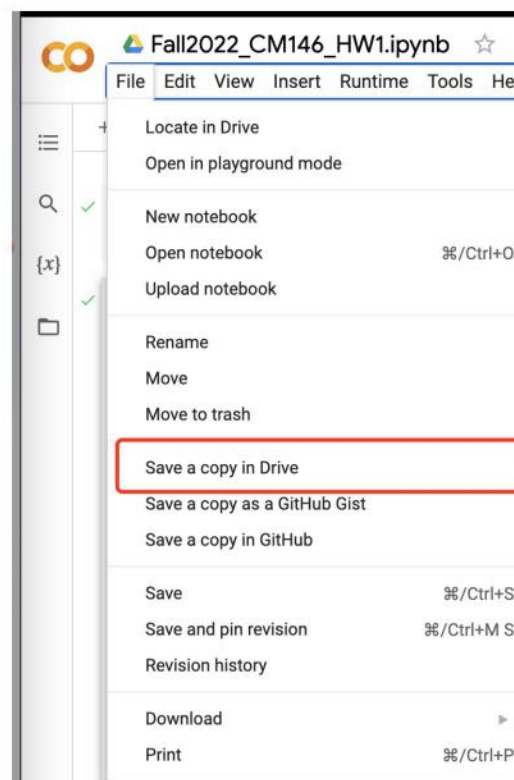 Fall2022_CM146_HW1.ipynb
File Edit View Insert Runtime Tools He
+
Locate in Drive
Open in playground mode
New notebook
Open notebook ⌘/Ctrl+O
Upload notebook
{x}
Rename
Move
Move to trash
Save a copy in Drive
Save a copy as a GitHub Gist
Save a copy in GitHub
Save ⌘/Ctrl+S
Save and pin revision ⌘/Ctrl+M S
Revision history
Download
Print ⌘/Ctrl+P